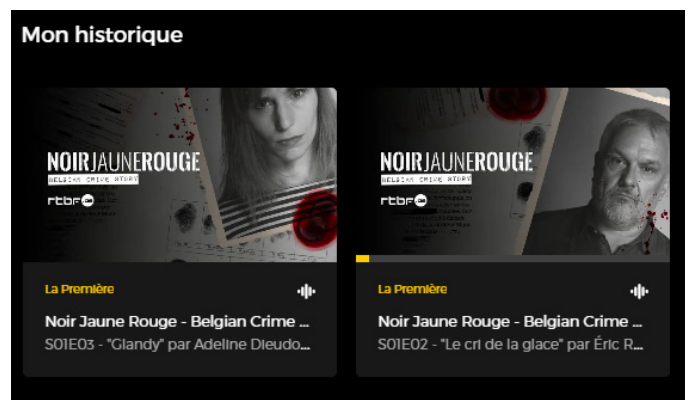 Mon historique
NOIRJAUNEROUGE
BELGIAN CRIME STORY
rtbf
La Première
Noir Jaune Rouge - Belgian Crime ...
S01E03 - "Glandy" par Adeline Dieudo...
NOIRJAUNEROUGE
BELGIAN CRIME STORY
rtbf
La Première
Noir Jaune Rouge - Belgian Crime ...
S01E02 - "Le cri de la glace" par Éric R...